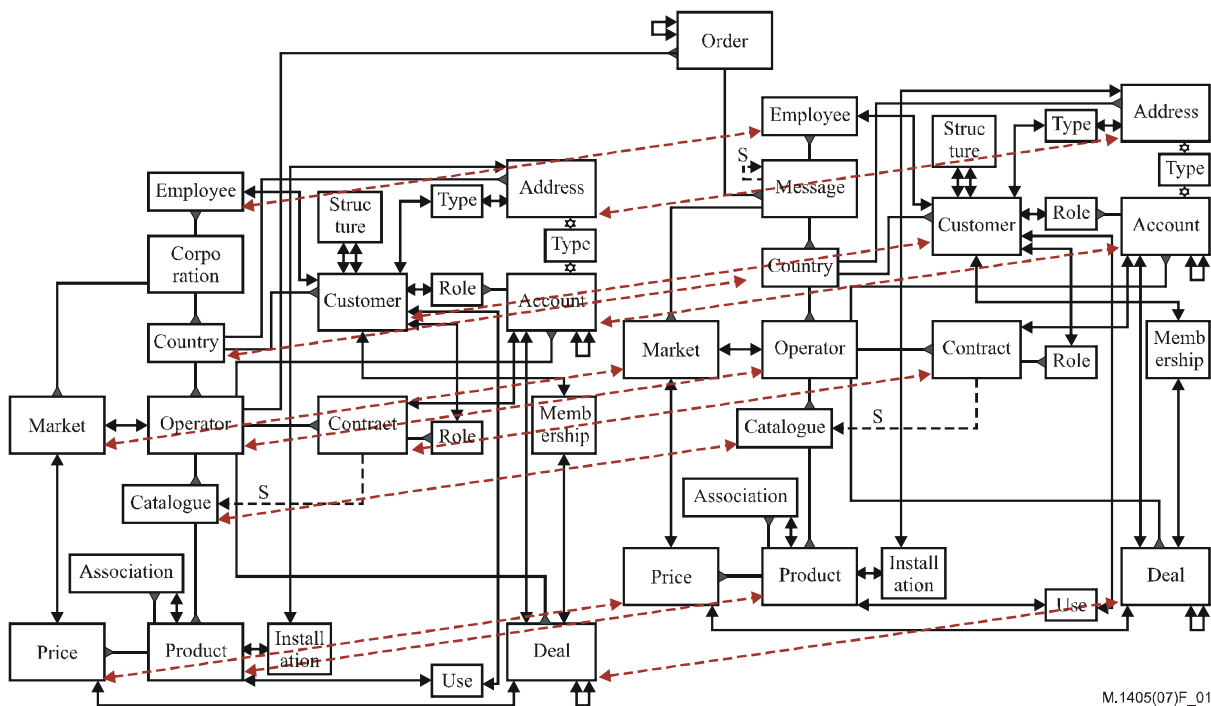 Order
Employee
S
Message
Country
Market
Operator
Catalogue
Association
Price
Product
Install
ation
Use
Struc
ture
Customer
Type
Address
Type
Role
Account
Contract
Role
Memb
ership
S
Deal
Employee
Corpo
ration
Country
Market
Operator
Catalogue
S
Association
Price
Product
Install
ation
Struc
ture
Customer
Type
Address
Typc
Role
Account
Contract
Role
Memb
ership
Deal
Use
M.1405(07)F_01